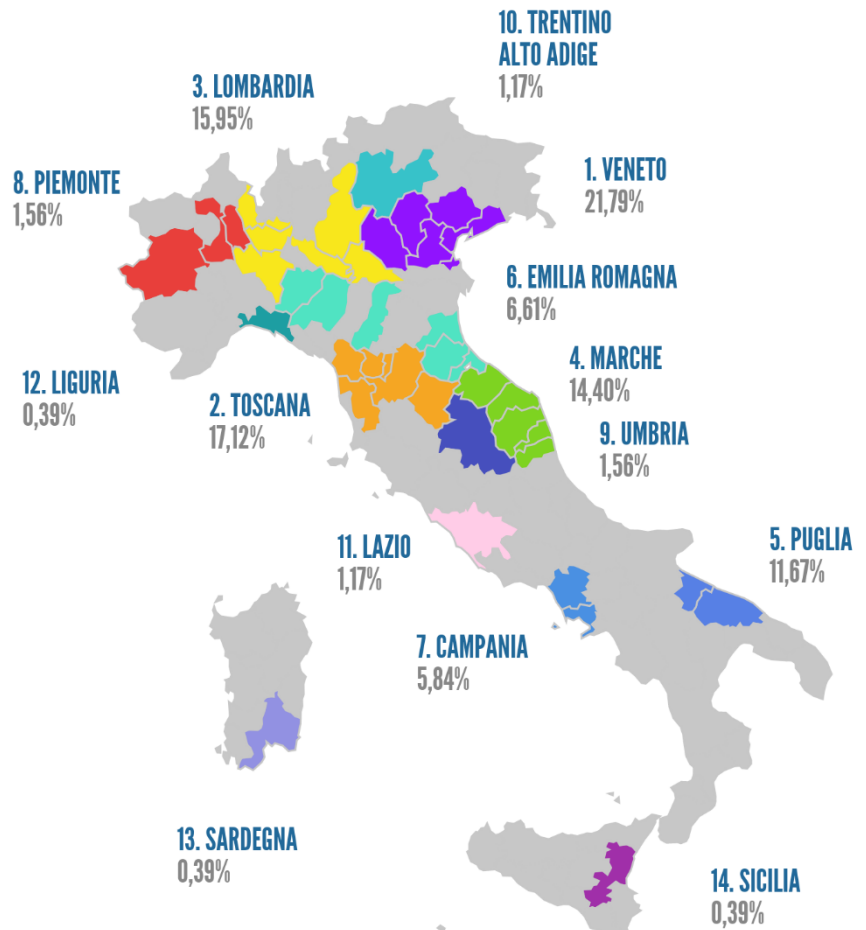 10. TRENTINO
ALTO ADIGE
1,17%
3. LOMBARDIA
15,95%
8. PIEMONTE
1,56%
1. VENETO
21,79%
6. EMILIA ROMAGNA
6,61%
4. MARCHE
14,40%
12. LIGURIA
0,39%
2. TOSCANA
17,12%
9. UMBRIA
1,56%
11. LAZIO
1,17%
5. PUGLIA
11,67%
7. CAMPANIA
5,84%
13. SARDEGNA
0,39%
14. SICILIA
0,39%